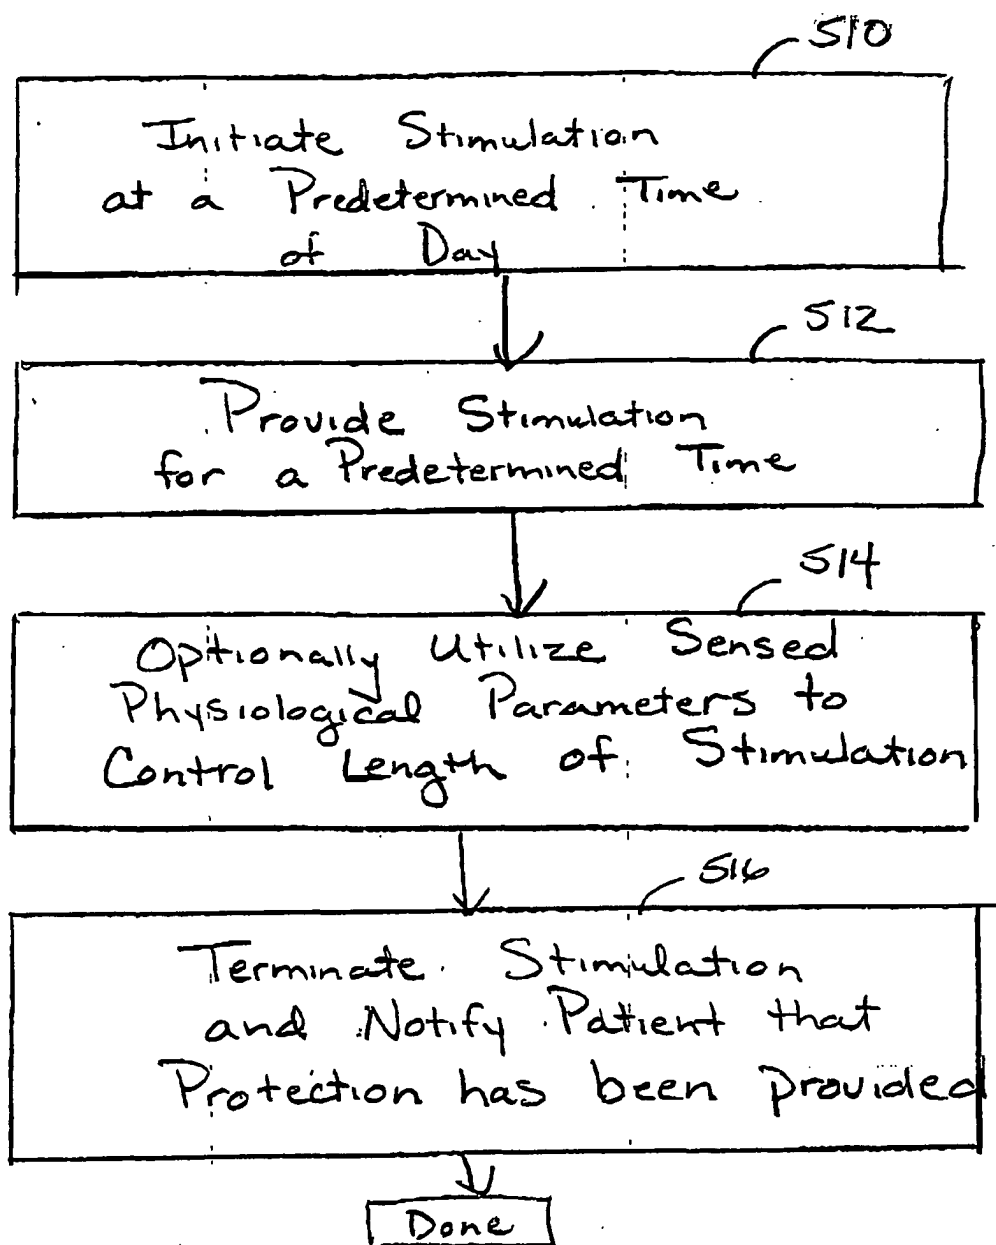 510
Initiate Stimulation
at a Predetermined Time
of Day
512
Provide Stimulation
for a Predetermined Time
514
Optionally Utilize Sensed
Physiological Parameters to
Control Length of Stimulation
516
Terminate Stimulation
and Notify Patient that
Protection has been provided
Done